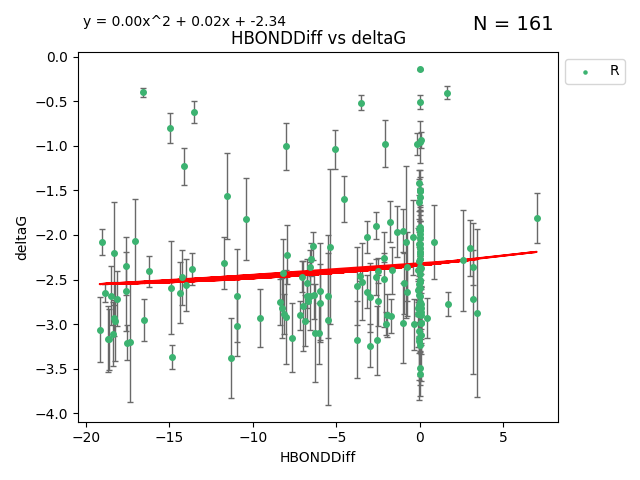 y = 0.00x^2 + 0.02x + -2.34
N = 161
HBONDDiff vs deltaG
R
0.0
−0.5
−1.0
−1.5
−2.0
−2.5
−3.0
−3.5
−4.0
deltaG
−20
−15
−10
−5
0
5
HBONDDiff